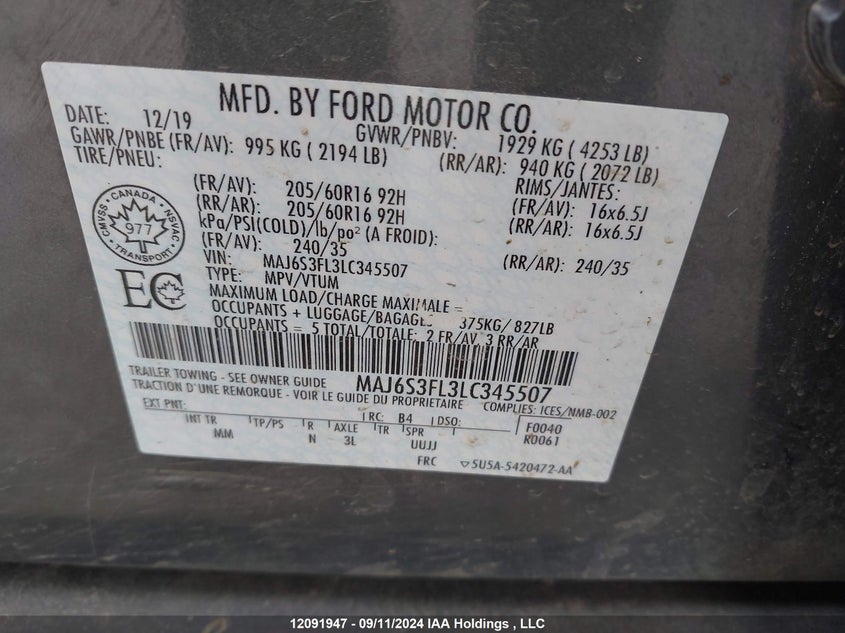 MFD. BY FORD MOTOR CO.
DATE: 12/19 GVWR/PNBV: 1929 KG ( 4253 LB)
GAWR/PNBE (FR/AV): 995 KG ( 2194 LB) (RR/AR): 940 KG ( 2072 LB)
TIRE/PNEU: RIMS/JANTES:
(FR/AV): 205/60R16 92H (FR/AV): 16x6.5J
(RR/AR): 205/60R16 92H (RR/AR): 16x6.5J
kPa/PSI(COLD)/lb/po² (A FROID):
(FR/AV): 240/35 (RR/AR): 240/35
VIN: MAJ6S3FL3LC345507
TYPE: MPV/VTUM
CMVSS CANADA NSVAC
977
TRANSPORT
EC
MAXIMUM LOAD/CHARGE MAXIMALE =
OCCUPANTS + LUGGAGE/BAGAGES 375KG/ 827LB
OCCUPANTS = 5 TOTAL/TOTALE: 2 FR/AV, 3 RR/AR
TRAILER TOWING - SEE OWNER GUIDE MAJ6S3FL3LC345507
TRACTION D'UNE REMORQUE - VOIR LE GUIDE DU PROPRIETAIRE COMPLIES: ICES/NMB-002
EXT PNT: RC: B4 DSO: F0040
INT TR TP/PS R AXLE TR SPR R0061
MM N 3L UUJJ
FRC 5U5A-5420472-AA
12091947 - 09/11/2024 IAA Holdings , LLC